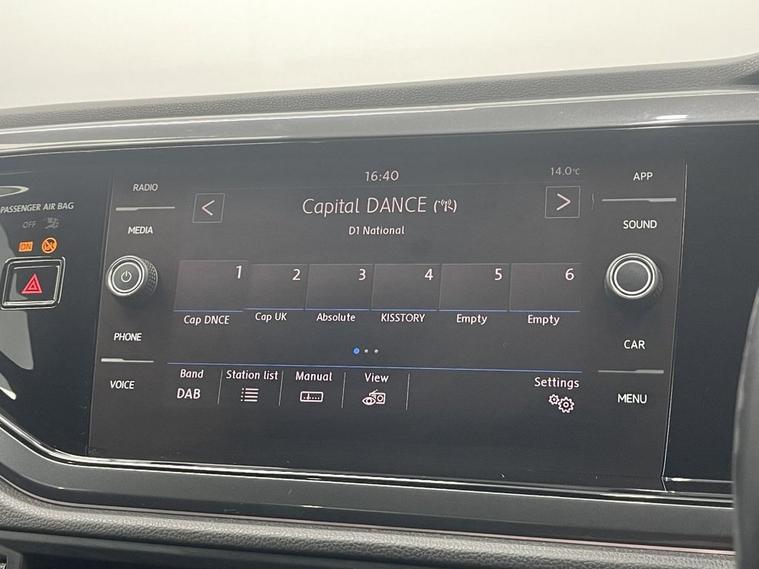 RADIO
MEDIA
PHONE
VOICE
PASSENGER AIR BAG
OFF
ON
16:40
14.0°C
<
Capital DANCE
>
D1 National
1 2 3 4 5 6
Cap DNCE Cap UK Absolute KISSTORY Empty Empty
Band Station list Manual View Settings
DAB
APP
SOUND
CAR
MENU